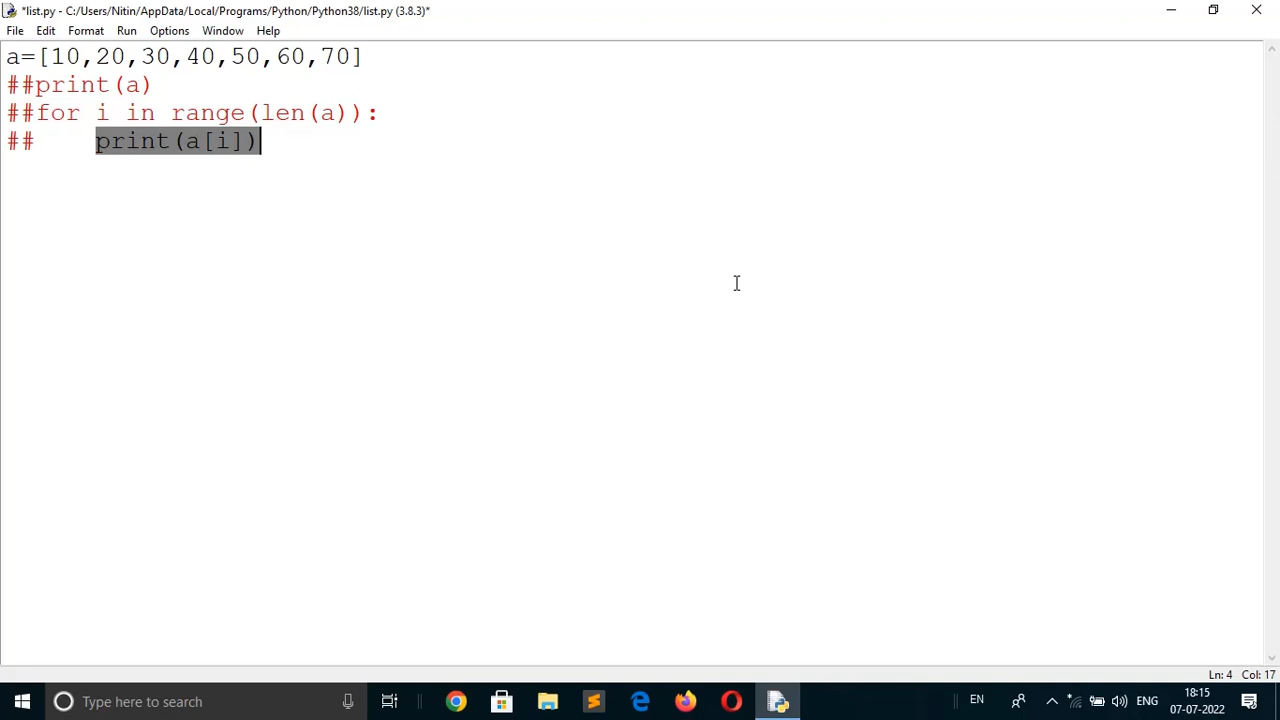 *list.py - C:/Users/Nitin/AppData/Local/Programs/Python/Python38/list.py (3.8.3)*
File Edit Format Run Options Window Help
a=[10,20,30,40,50,60,70]
##print(a)
##for i in range(len(a)):
##    print(a[i])
Ln: 4 Col: 17
Type here to search
EN
ENG
18:15
07-07-2022